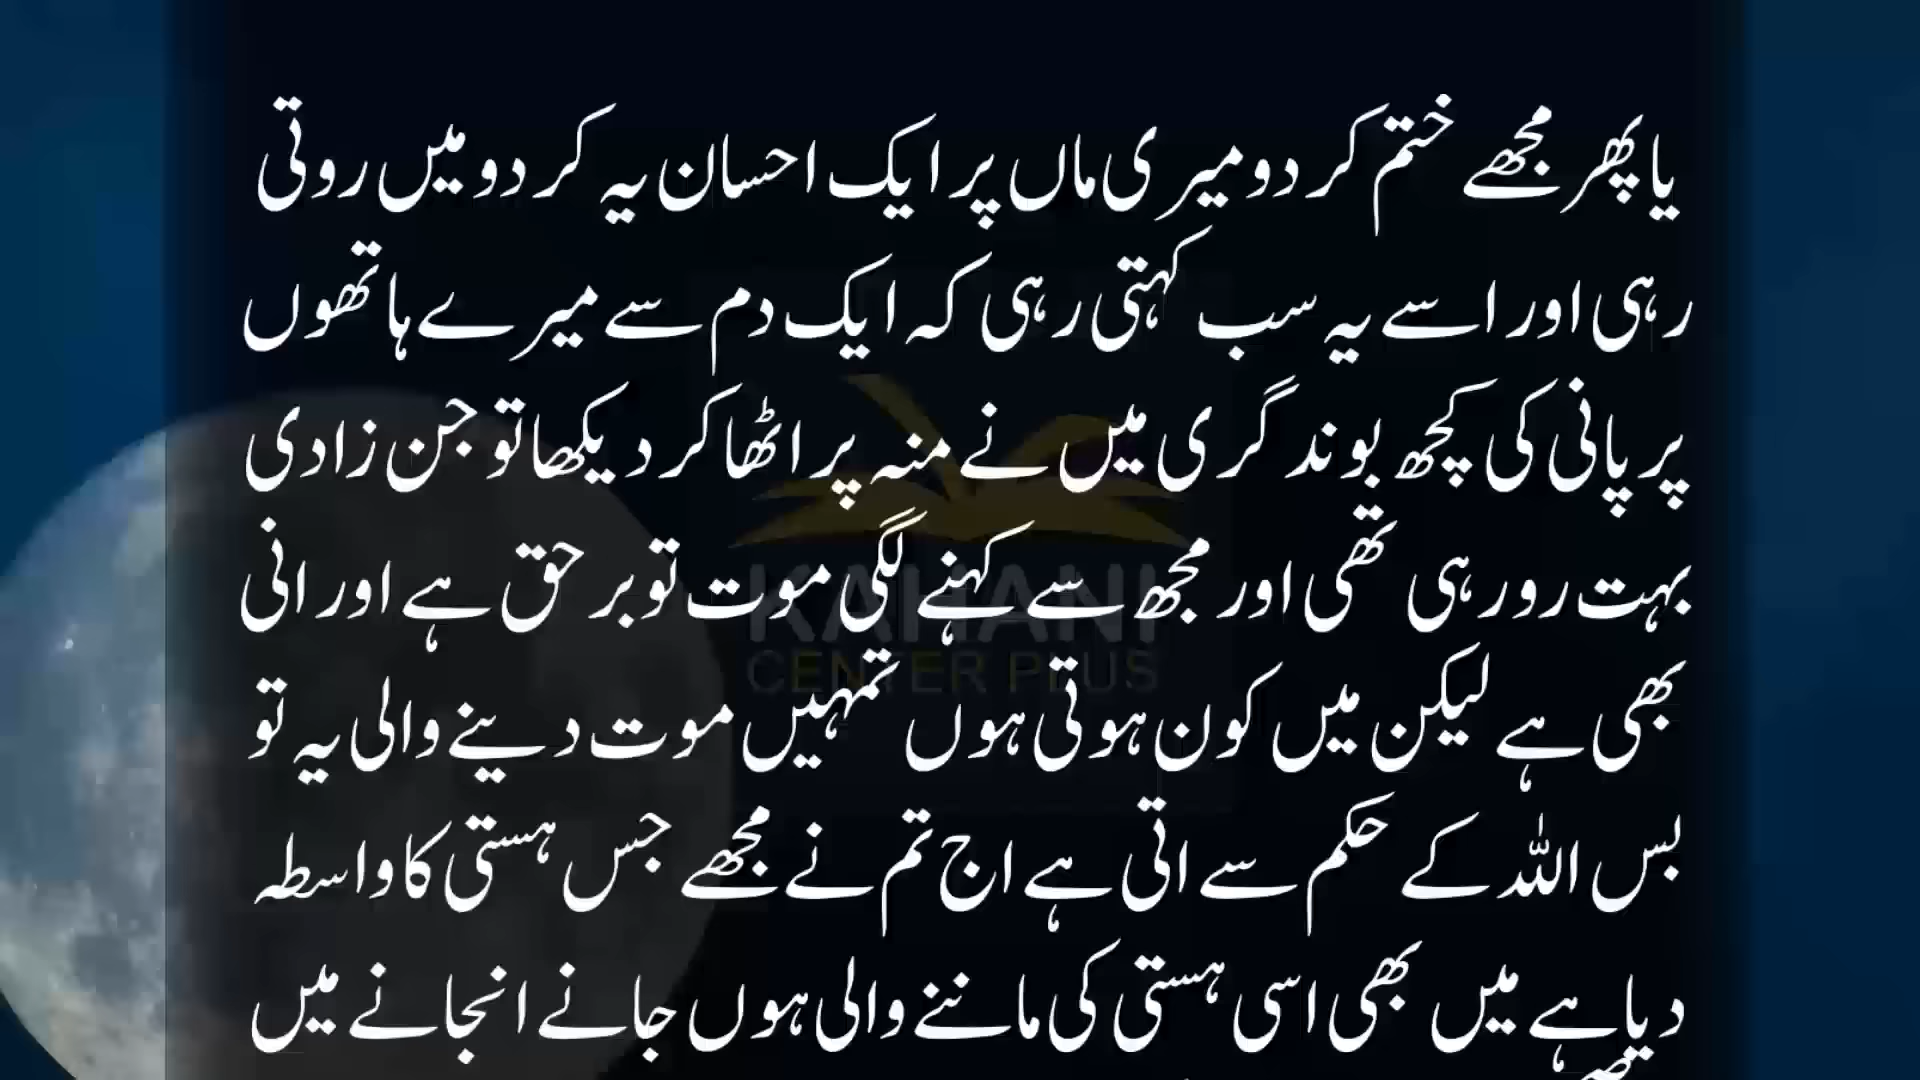 یا پھر مجھے ختم کر دو میری ماں پر ایک احسان یہ کر دو میں روتی
رہی اور اسے یہ سب کہتی رہی کہ ایک دم سے میرے ہاتھوں
پر پانی کی کچھ بوند گری میں نے منہ پر اٹھا کر دیکھا تو جن زادی
بہت رو رہی تھی اور مجھ سے کہنے لگی موت تو بر حق ہے اور انی
بھی ہے لیکن میں کون ہوتی ہوں تمہیں موت دینے والی یہ تو
بس اللہ کے حکم سے اتی ہے اج تم نے مجھے جس ہستی کا واسطہ
دیا ہے میں بھی اسی ہستی کی ماننے والی ہوں جانے انجانے میں
KAHANI
CENTER PLUS